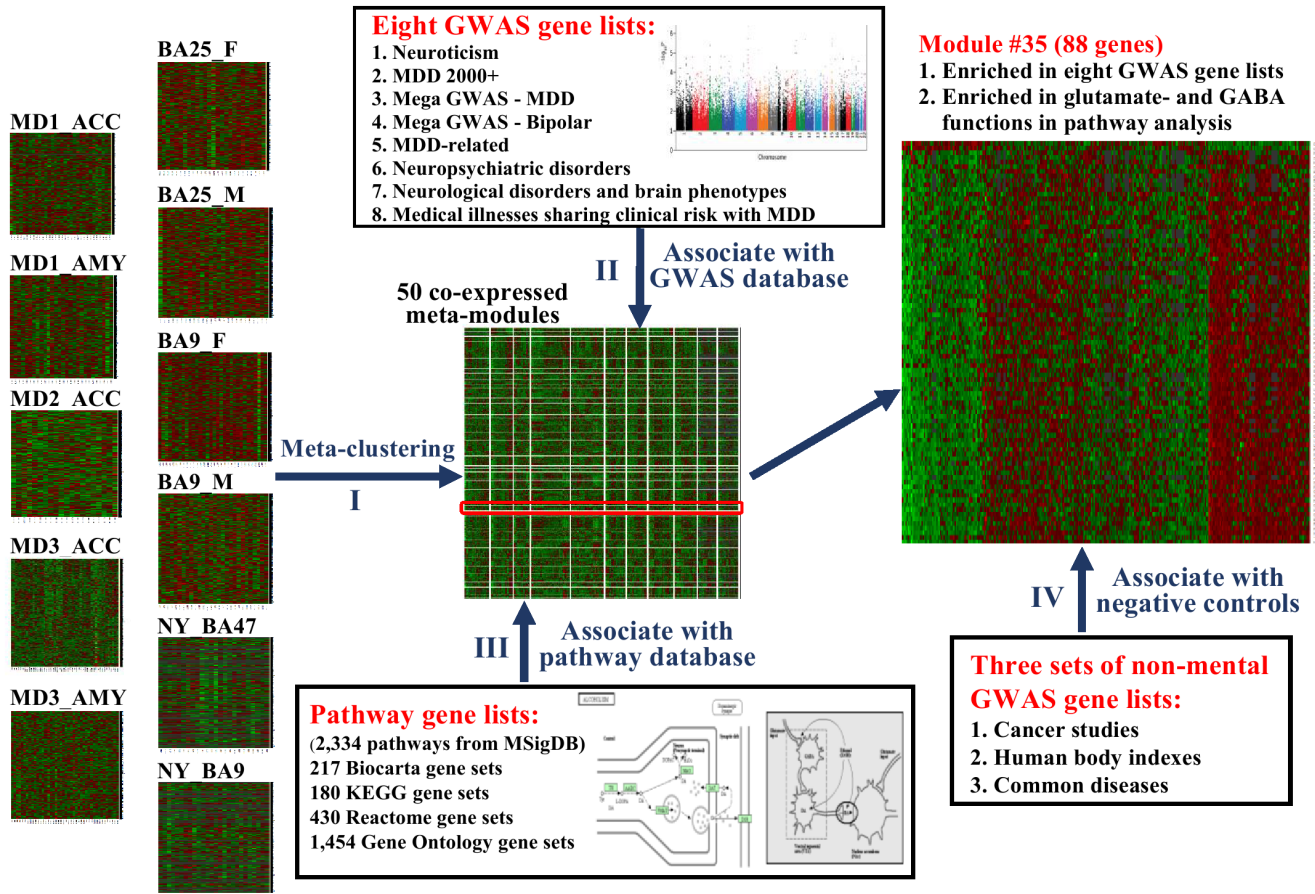 BA25_F
MD1_ACC
BA25_M
MD1_AMY
BA9_F
MD2_ACC
BA9_M
MD3_ACC
NY_BA47
MD3_AMY
NY_BA9
Meta-clustering
I
Eight GWAS gene lists:
1. Neuroticism
2. MDD 2000+
3. Mega GWAS - MDD
4. Mega GWAS - Bipolar
5. MDD-related
6. Neuropsychiatric disorders
7. Neurological disorders and brain phenotypes
8. Medical illnesses sharing clinical risk with MDD
Chromosome
II
Associate with
GWAS database
50 co-expressed
meta-modules
III
Associate with
pathway database
Pathway gene lists:
(2,334 pathways from MSigDB)
217 Biocarta gene sets
180 KEGG gene sets
430 Reactome gene sets
1,454 Gene Ontology gene sets
ALCOHOLISM
Module #35 (88 genes)
1. Enriched in eight GWAS gene lists
2. Enriched in glutamate- and GABA
functions in pathway analysis
IV
Associate with
negative controls
Three sets of non-mental
GWAS gene lists:
1. Cancer studies
2. Human body indexes
3. Common diseases